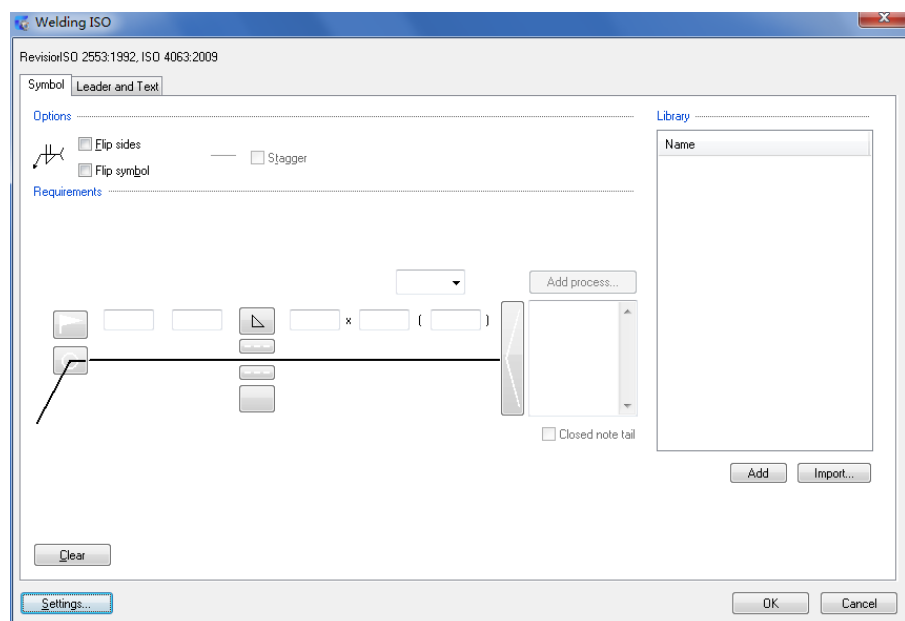 Welding ISO
RevisionISO 2553:1992, ISO 4063:2009
Symbol Leader and Text
Options Library
Flip sides Name
Stagger
Flip symbol
Requirements
Add process...
x ( )
Closed note tail
Add Import...
Clear
Settings... OK Cancel